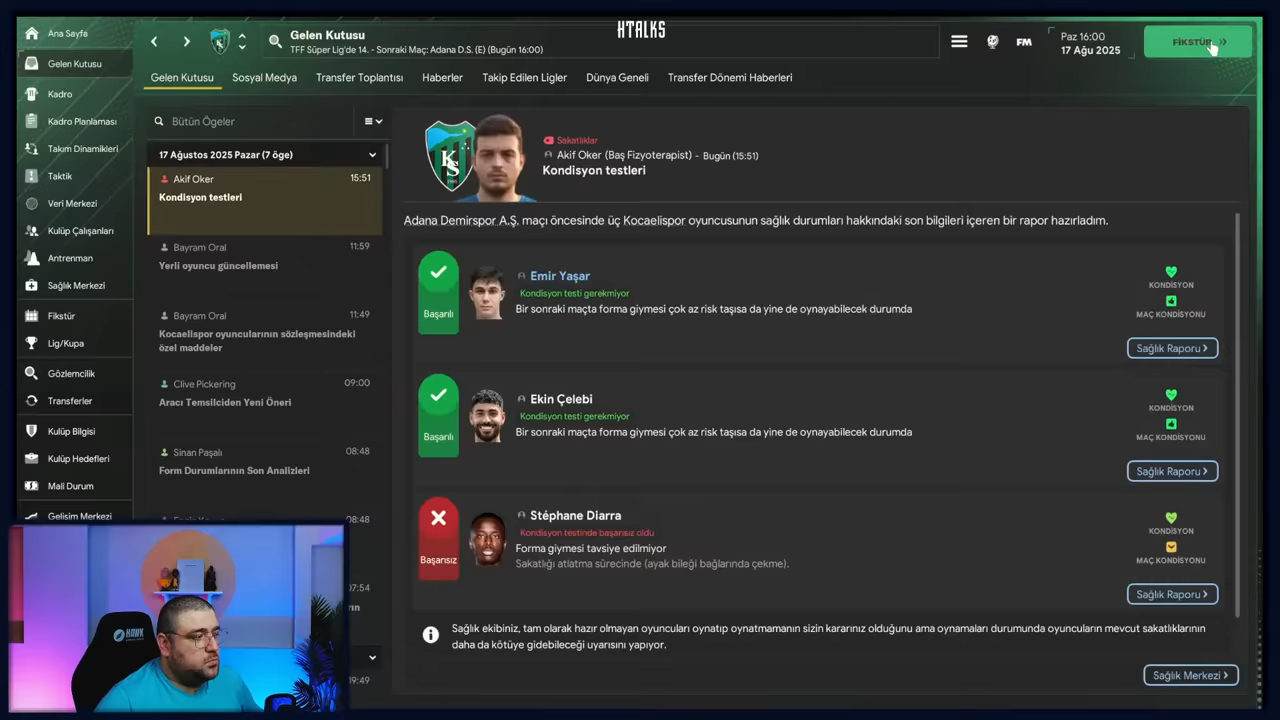 HTALKS
Ana Sayfa
Gelen Kutusu
Kadro
Kadro Planlaması
Takım Dinamikleri
Taktik
Veri Merkezi
Kulüp Çalışanları
Antrenman
Sağlık Merkezi
Fikstür
Lig/Kupa
Gözlemcilik
Transferler
Kulüp Bilgisi
Kulüp Hedefleri
Mali Durum
Gelişim Merkezi
Gelen Kutusu
TFF Süper Lig'de 14. - Sonraki Maç: Adana D.S. (E) (Bugün 16:00)
FM
Paz 16:00
17 Ağu 2025
FİKSTÜR
Gelen Kutusu
Sosyal Medya
Transfer Toplantısı
Haberler
Takip Edilen Ligler
Dünya Geneli
Transfer Dönemi Haberleri
Bütün Ögeler
17 Ağustos 2025 Pazar (7 öge)
Akif Oker 15:51
Kondisyon testleri
Bayram Oral 11:59
Yerli oyuncu güncellemesi
Bayram Oral 11:49
Kocaelispor oyuncularının sözleşmesindeki
özel maddeler
Clive Pickering 09:00
Aracı Temsilciden Yeni Öneri
Sinan Paşalı 08:48
Form Durumlarının Son Analizleri
08:48
07:54
19:49
KS
Sakatlıklar
Akif Oker (Baş Fizyoterapist) - Bugün (15:51)
Kondisyon testleri
Adana Demirspor A.Ş. maçı öncesinde üç Kocaelispor oyuncusunun sağlık durumları hakkındaki son bilgileri içeren bir rapor hazırladım.
Başarılı
Emir Yaşar
Kondisyon testi gerekmiyor
Bir sonraki maçta forma giymesi çok az risk taşısa da yine de oynayabilecek durumda
KONDİSYON
MAÇ KONDİSYONU
Sağlık Raporu
Başarılı
Ekin Çelebi
Kondisyon testi gerekmiyor
Bir sonraki maçta forma giymesi çok az risk taşısa da yine de oynayabilecek durumda
KONDİSYON
MAÇ KONDİSYONU
Sağlık Raporu
Başarısız
Stéphane Diarra
Kondisyon testinde başarısız oldu
Forma giymesi tavsiye edilmiyor
Sakatlığı atlatma sürecinde (ayak bileği bağlarında çekme).
KONDİSYON
MAÇ KONDİSYONU
Sağlık Raporu
Sağlık ekibiniz, tam olarak hazır olmayan oyuncuları oynatıp oynatmamanın sizin kararınız olduğunu ama oynamaları durumunda oyuncuların mevcut sakatlıklarının
daha da kötüye gidebileceği uyarısını yapıyor.
Sağlık Merkezi
HAWK